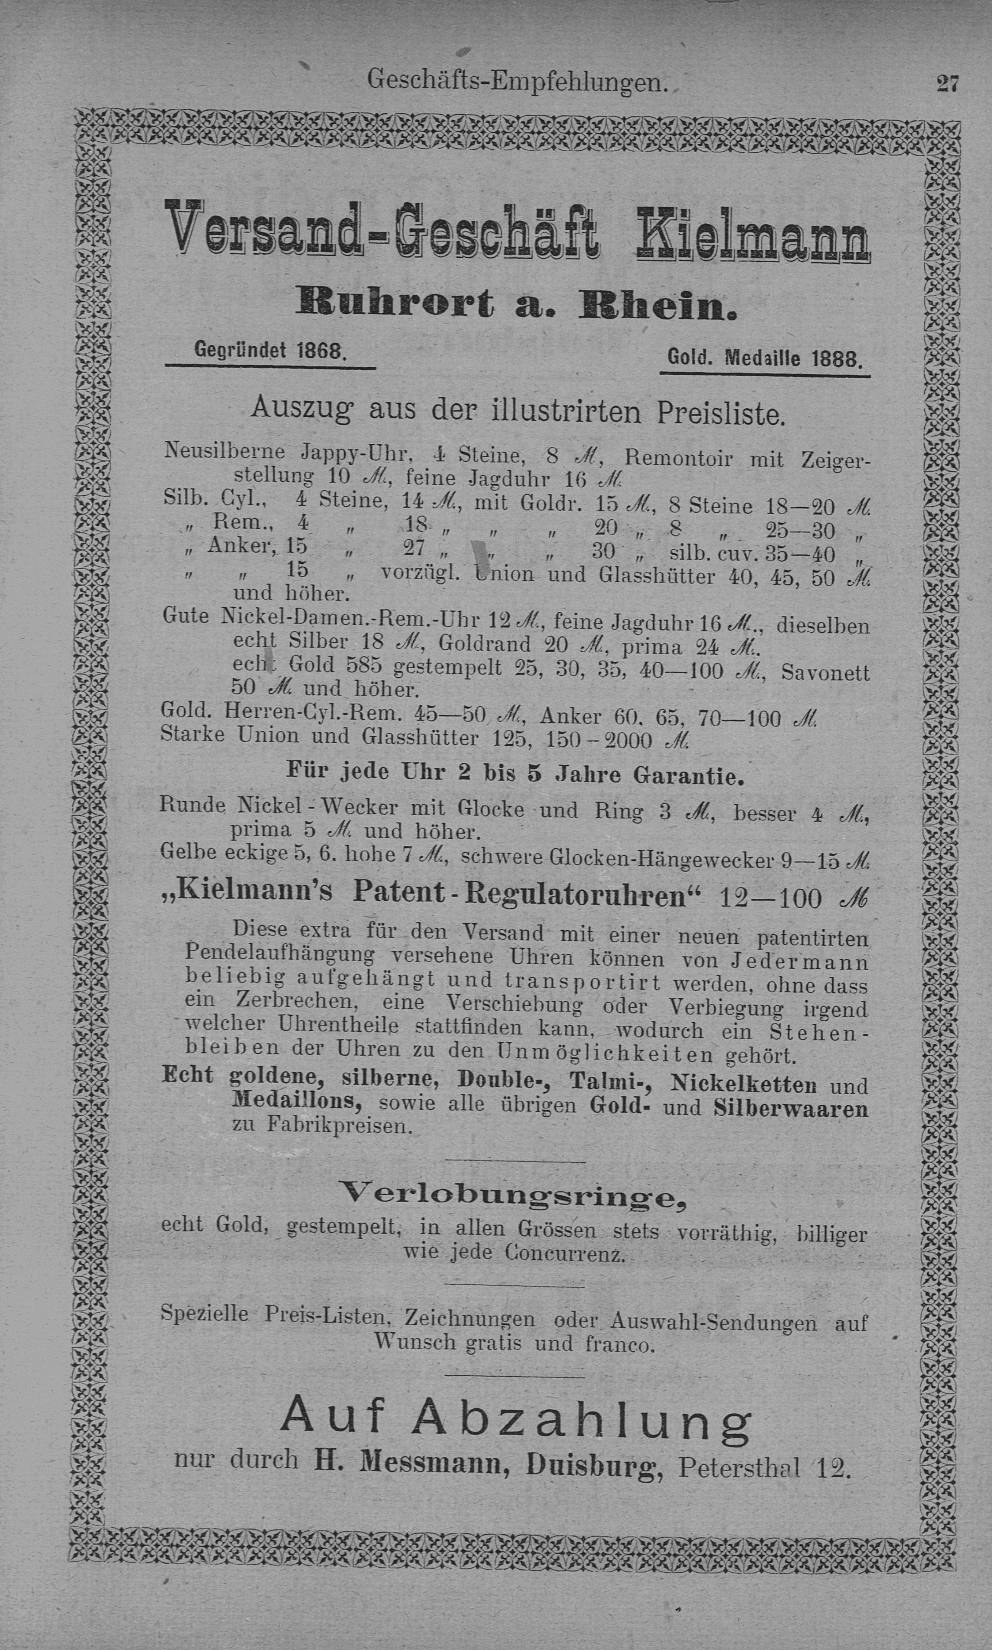 Geschäfts-Empfehlungen. 27
Versand-Geschäft Kielmann
Ruhrort a. Rhein.
Gegründet 1868. Gold. Medaille 1888.
Auszug aus der illustrirten Preisliste.
Neusilberne Jappy-Uhr, 4 Steine, 8 ℳ, Remontoir mit Zeiger-
stellung 10 ℳ, feine Jagduhr 16 ℳ.
Silb. Cyl., 4 Steine, 14 ℳ, mit Goldr. 15 ℳ, 8 Steine 18—20 ℳ.
„ Rem., 4 „ 18 „ „ „ 20 „ 8 „ 25—30 „
„ Anker, 15 „ 27 „ „ „ 30 „ silb. cuv. 35—40 „
„ „ 15 „ vorzügl. Union und Glasshütter 40, 45, 50 ℳ.
und höher.
Gute Nickel-Damen.-Rem.-Uhr 12 ℳ, feine Jagduhr 16 ℳ., dieselben
echt Silber 18 ℳ, Goldrand 20 ℳ, prima 24 ℳ.
echt Gold 585 gestempelt 25, 30, 35, 40—100 ℳ, Savonett
50 ℳ. und höher.
Gold. Herren-Cyl.-Rem. 45—50 ℳ, Anker 60, 65, 70—100 ℳ.
Starke Union und Glasshütter 125, 150–2000 ℳ.
Für jede Uhr 2 bis 5 Jahre Garantie.
Runde Nickel-Wecker mit Glocke und Ring 3 ℳ, besser 4 ℳ,
prima 5 ℳ. und höher.
Gelbe eckige 5, 6. hohe 7 ℳ, schwere Glocken-Hängewecker 9—15 ℳ.
„Kielmann's Patent-Regulatoruhren“ 12—100 ℳ
Diese extra für den Versand mit einer neuen patentirten
Pendelaufhängung versehene Uhren können von Jedermann
beliebig aufgehängt und transportirt werden, ohne dass
ein Zerbrechen, eine Verschiebung oder Verbiegung irgend
welcher Uhrentheile stattfinden kann, wodurch ein Stehen-
bleiben der Uhren zu den Unmöglichkeiten gehört.
Echt goldene, silberne, Double-, Talmi-, Nickelketten und
Medaillons, sowie alle übrigen Gold- und Silberwaaren
zu Fabrikpreisen.
Verlobungsringe,
echt Gold, gestempelt, in allen Grössen stets vorräthig, billiger
wie jede Concurrenz.
Spezielle Preis-Listen, Zeichnungen oder Auswahl-Sendungen auf
Wunsch gratis und franco.
Auf Abzahlung
nur durch H. Messmann, Duisburg, Petersthal 12.